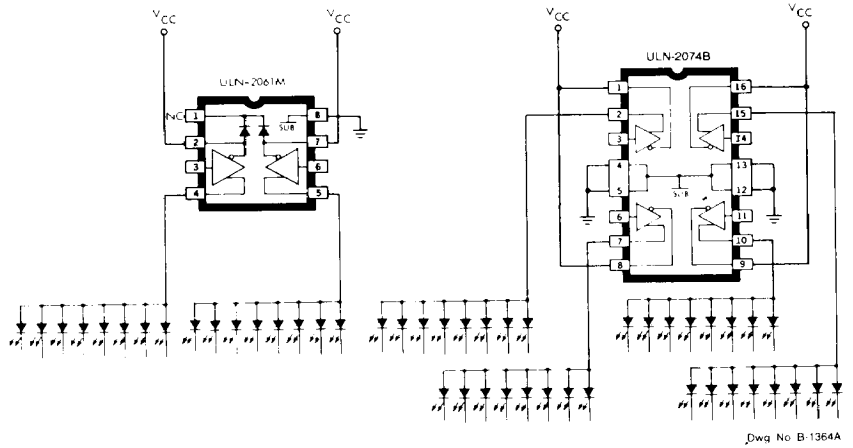 VCC
VCC
ULN-2061M
NC
1
8
SUB
2
7
3
6
4
5
VCC
VCC
ULN-2074B
1
16
2
15
3
14
4
13
5
12
SUB
6
11
7
10
8
9
Dwg No B-1364A